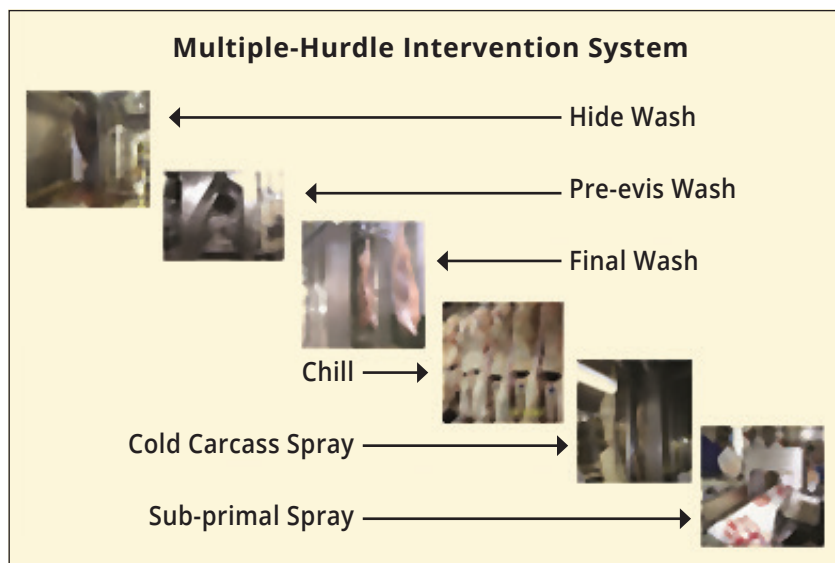 Multiple-Hurdle Intervention System
Hide Wash
Pre-evis Wash
Final Wash
Chill
Cold Carcass Spray
Sub-primal Spray